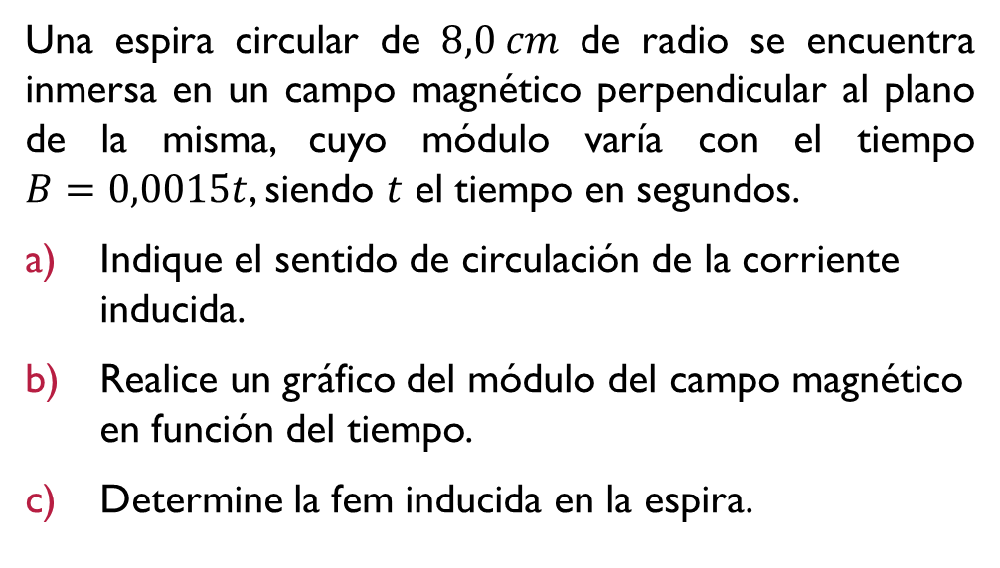 Una espira circular de 8,0 cm de radio se encuentra
inmersa en un campo magnético perpendicular al plano
de la misma, cuyo módulo varía con el tiempo
B = 0,0015t, siendo t el tiempo en segundos.
a) Indique el sentido de circulación de la corriente
inducida.
b) Realice un gráfico del módulo del campo magnético
en función del tiempo.
c) Determine la fem inducida en la espira.